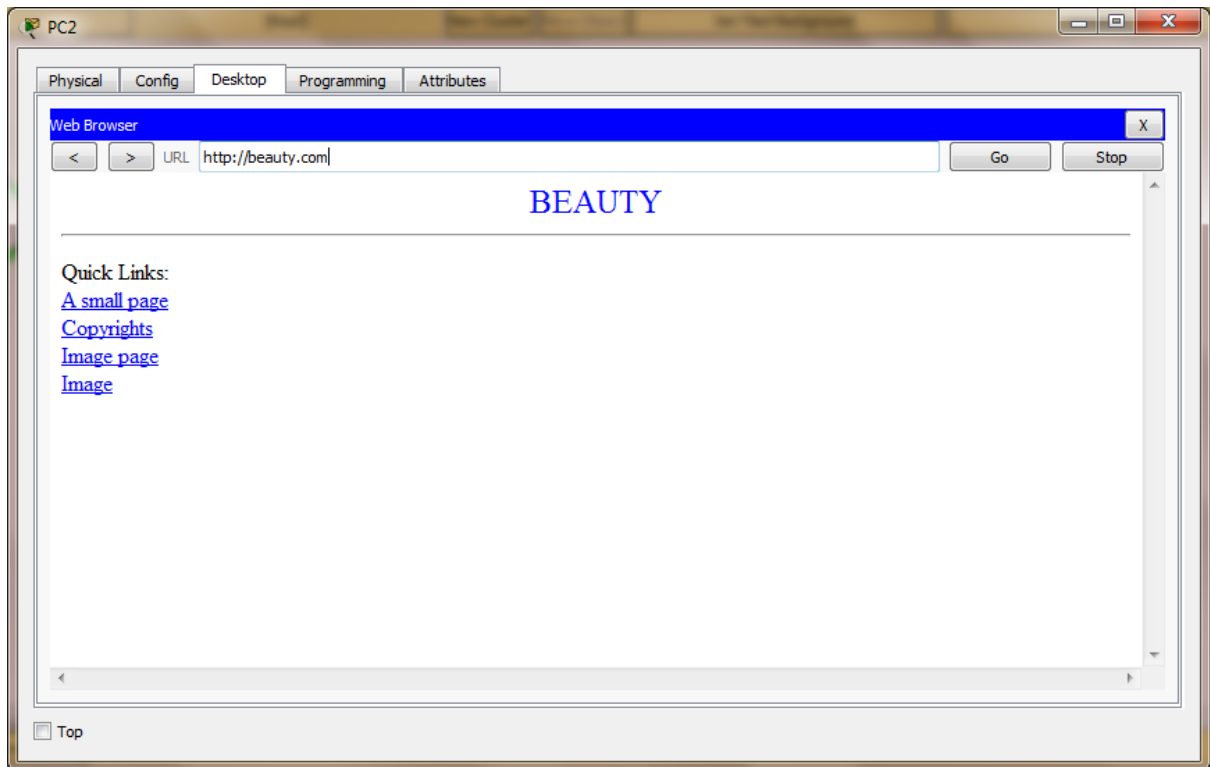 PC2
Physical Config Desktop Programming Attributes
Web Browser X
< > URL http://beauty.com Go Stop
BEAUTY
Quick Links:
A small page
Copyrights
Image page
Image
Top